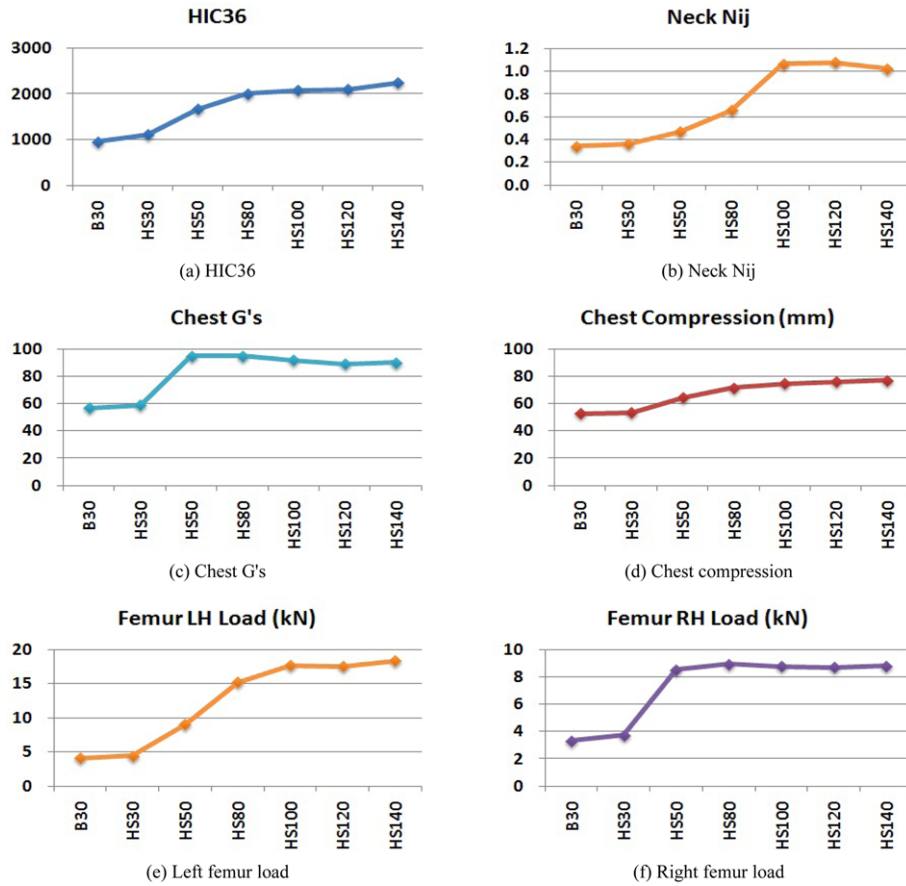 HIC36
3000
2000
1000
0
B30
HS30
HS50
HS80
HS100
HS120
HS140
(a) HIC36
Neck Nij
1.2
1.0
0.8
0.6
0.4
0.2
0.0
B30
HS30
HS50
HS80
HS100
HS120
HS140
(b) Neck Nij
Chest G's
100
80
60
40
20
0
B30
HS30
HS50
HS80
HS100
HS120
HS140
(c) Chest G's
Chest Compression (mm)
100
80
60
40
20
0
B30
HS30
HS50
HS80
HS100
HS120
HS140
(d) Chest compression
Femur LH Load (kN)
20
15
10
5
0
B30
HS30
HS50
HS80
HS100
HS120
HS140
(e) Left femur load
Femur RH Load (kN)
10
8
6
4
2
0
B30
HS30
HS50
HS80
HS100
HS120
HS140
(f) Right femur load